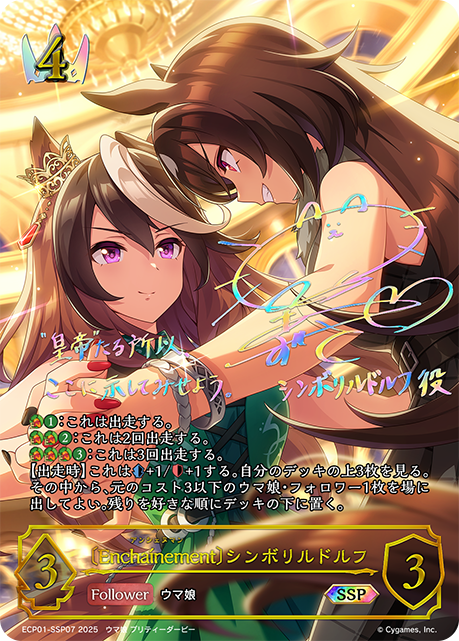 4
"皇帝"たる所以
ここに示してみせよう。
シンボリルドルフ 役
1:これは出走する。
2:これは2回出走する。
3:これは3回出走する。
【出走時】これは+1/+1する。自分のデッキの上3枚を見る。
その中から、元のコスト3以下のウマ娘・フォロワー1枚を場に
出してよい。残りを好きな順にデッキの下に置く。
アンシェヌマン
〔Enchaînement〕シンボリルドルフ
3
3
Follower ウマ娘
SSP
ECP01-SSP07 2025 ウマ娘 プリティーダービー
© Cygames, Inc.